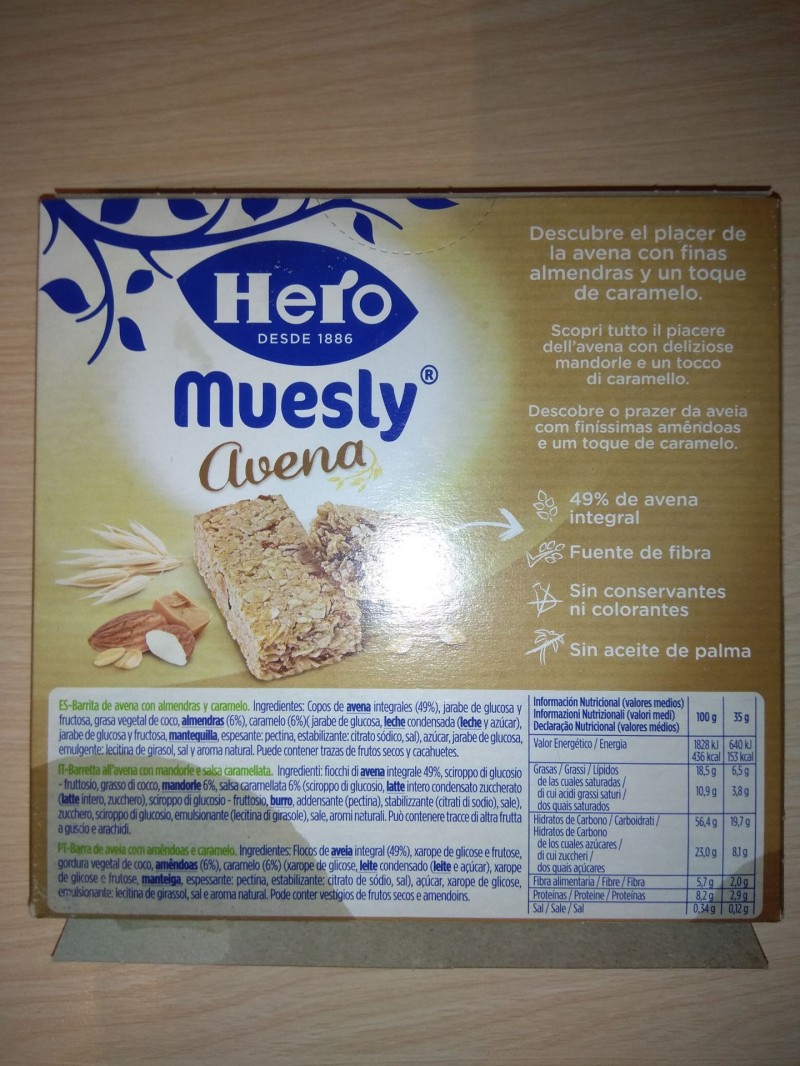 Hero
DESDE 1886
Muesly®
avena
Descubre el placer de
la avena con finas
almendras y un toque
de caramelo.
Scopri tutto il piacere
dell'avena con deliziose
mandorle e un tocco
di caramello.
Descobre o prazer da aveia
com finíssimas amêndoas
e um toque de caramelo.
49% de avena
integral
Fuente de fibra
Sin conservantes
ni colorantes
Sin aceite de palma
ES-Barrita de avena con almendras y caramelo. Ingredientes: Copos de avena integrales (49%), jarabe de glucosa y
fructosa, grasa vegetal de coco, almendras (6%), caramelo (6%)( jarabe de glucosa, leche condensada (leche y azúcar),
jarabe de glucosa y fructosa, mantequilla, espesante: pectina, estabilizante: citrato sódico, sal), azúcar, jarabe de glucosa,
emulgente: lecitina de girasol, sal y aroma natural. Puede contener trazas de frutos secos y cacahuetes.
IT-Barretta all'avena con mandorle e salsa caramellata. Ingredienti: fiocchi di avena integrale 49%, sciroppo di glucosio
- fruttosio, grasso di cocco, mandorle 6%, salsa caramellata 6% (sciroppo di glucosio, latte intero condensato zuccherato
(latte intero, zucchero), sciroppo di glucosio - fruttosio, burro, addensante (pectina), stabilizzante (citrati di sodio), sale),
zucchero, sciroppo di glucosio, emulsionante (lecitina di girasole), sale, aromi naturali. Può contenere tracce di altra frutta
a guscio e arachidi.
PT-Barra de aveia com amêndoas e caramelo. Ingredientes: Flocos de aveia integral (49%), xarope de glicose e frutose,
gordura vegetal de coco, amêndoas (6%), caramelo (6%) (xarope de glicose, leite condensado (leite e açúcar), xarope
de glicose e frutose, manteiga, espessante: pectina, estabilizante: citrato de sódio, sal), açúcar, xarope de glicose,
emulsionante: lecitina de girassol, sal e aroma natural. Pode conter vestígios de frutos secos e amendoins.
Información Nutricional (valores medios)
Informazioni Nutrizionali (valori medi) 100 g 35 g
Declaração Nutricional (valores médios)
Valor Energético / Energia 1828 kJ 640 kJ
436 kcal 153 kcal
Grasas / Grassi / Lípidos 18,5 g 6,5 g
de las cuales saturadas /
di cui acidi grassi saturi / 10,9 g 3,8 g
dos quais saturados
Hidratos de Carbono / Carboidrati / 56,4 g 19,7 g
Hidratos de Carbono
de los cuales azúcares /
di cui zuccheri / 23,0 g 8,1 g
dos quais açúcares
Fibra alimentaria / Fibre / Fibra 5,7 g 2,0 g
Proteínas / Proteine / Proteínas 8,2 g 2,9 g
Sal / Sale / Sal 0,34 g 0,12 g